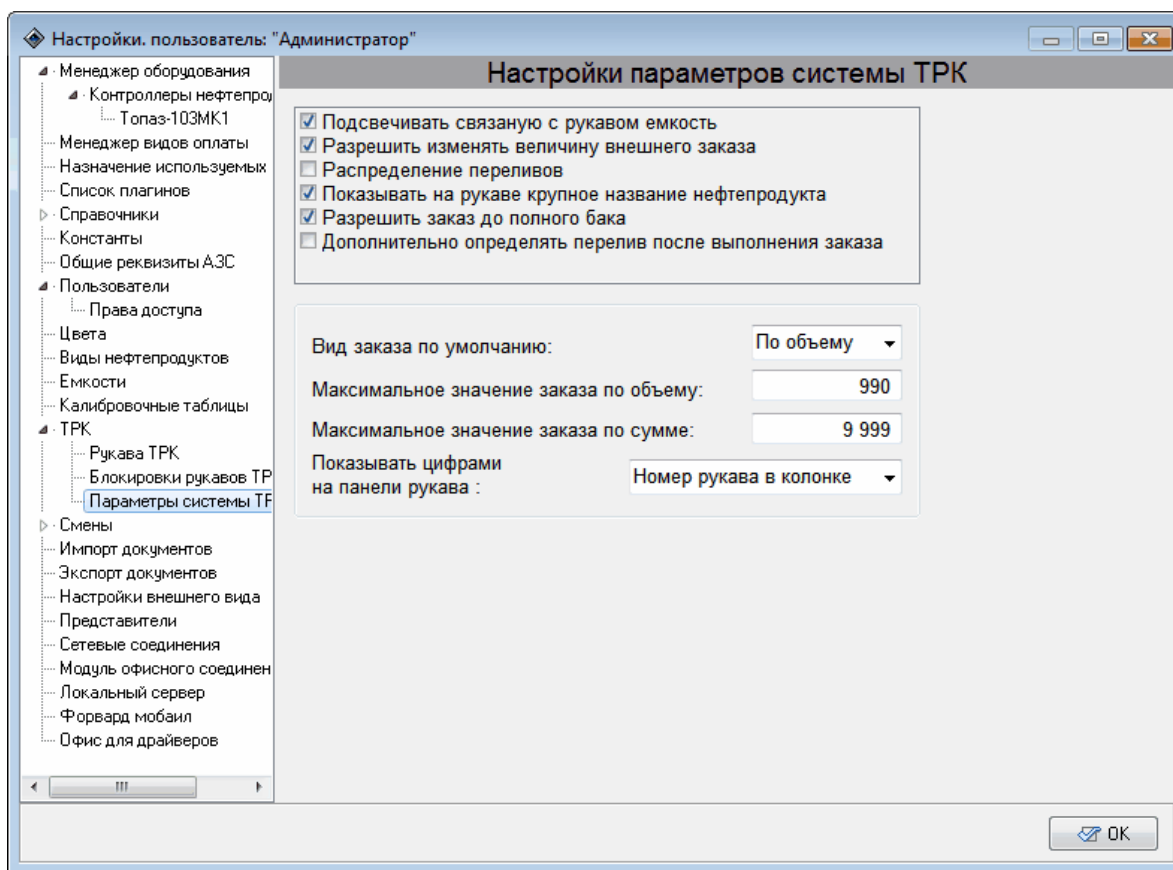 Настройки. пользователь: "Администратор"
Менеджер оборудования
Контроллеры нефтепро
Топаз-103МК1
Менеджер видов оплаты
Назначение используемых
Список плагинов
Справочники
Константы
Общие реквизиты АЗС
Пользователи
Права доступа
Цвета
Виды нефтепродуктов
Емкости
Калибровочные таблицы
ТРК
Рукава ТРК
Блокировки рукавов ТР
Параметры системы ТР
Смены
Импорт документов
Экспорт документов
Настройки внешнего вида
Представители
Сетевые соединения
Модуль офисного соединен
Локальный сервер
Форвард мобаил
Офис для драйверов
Настройки параметров системы ТРК
Подсвечивать связаную с рукавом емкость
Разрешить изменять величину внешнего заказа
Распределение переливов
Показывать на рукаве крупное название нефтепродукта
Разрешить заказ до полного бака
Дополнительно определять перелив после выполнения заказа
Вид заказа по умолчанию: По объему
Максимальное значение заказа по объему: 990
Максимальное значение заказа по сумме: 9 999
Показывать цифрами
на панели рукава : Номер рукава в колонке
OK